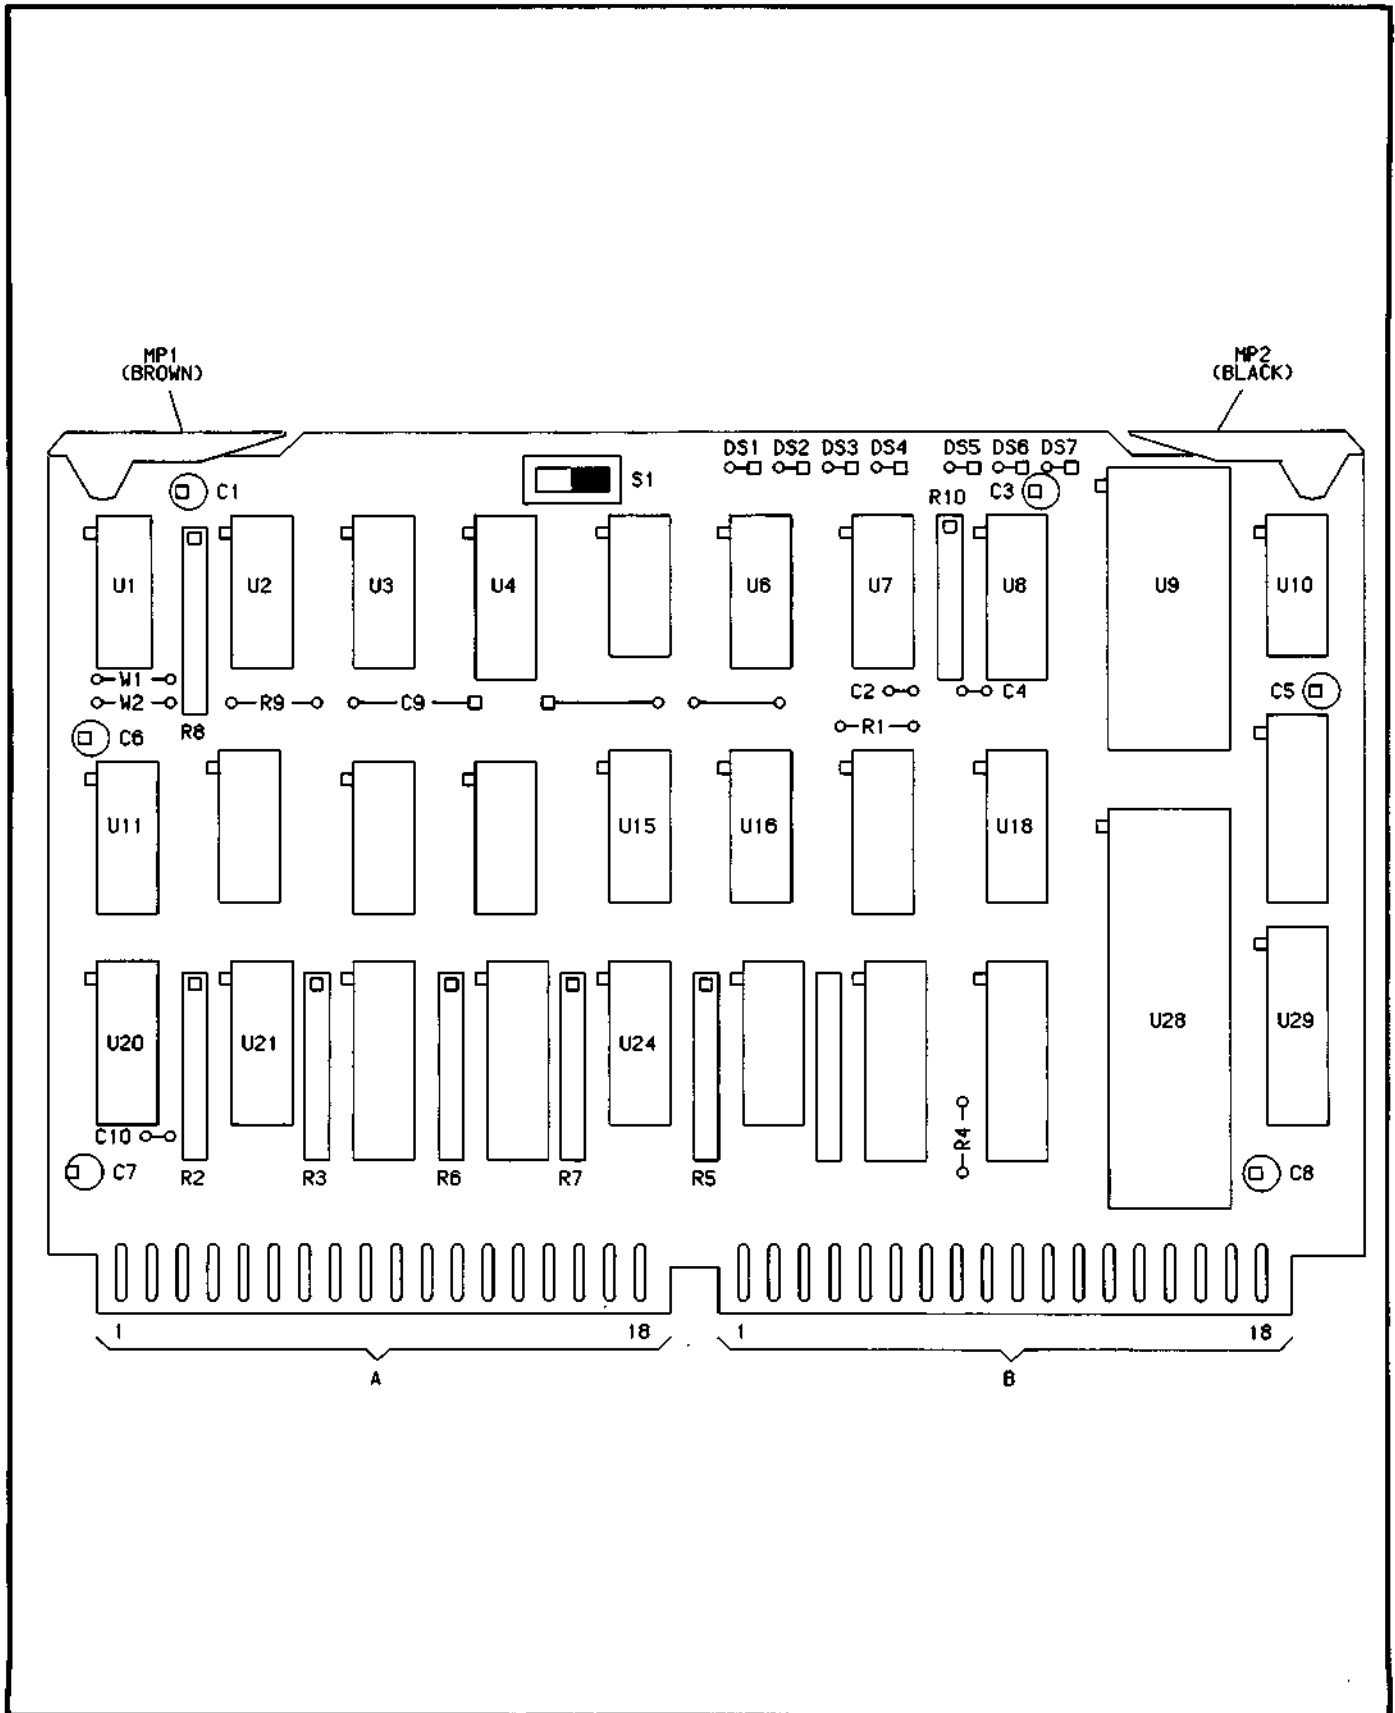 MP1
(BROWN)
MP2
(BLACK)
DS1 DS2 DS3 DS4 DS5 DS6 DS7
C1 S1 R10 C3
U1 U2 U3 U4 U6 U7 U8 U9 U10
W1
W2 R9 C9 C2 C4 C5
R8 R1
C6
U11 U15 U16 U18
U20 U21 U24 U28 U29
C10 R4
C7 R2 R3 R6 R7 R5 C8
1 18 1 18
A B